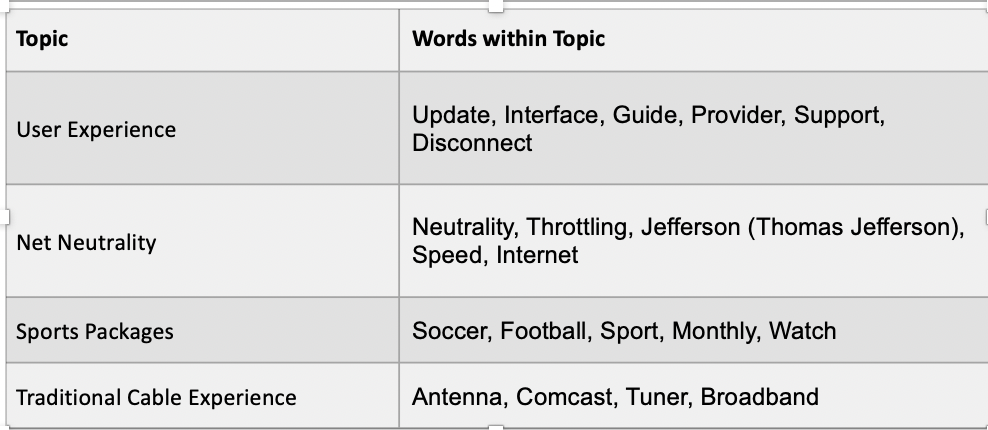 Topic
Words within Topic
User Experience
Update, Interface, Guide, Provider, Support,
Disconnect
Net Neutrality
Neutrality, Throttling, Jefferson (Thomas Jefferson),
Speed, Internet
Sports Packages
Soccer, Football, Sport, Monthly, Watch
Traditional Cable Experience
Antenna, Comcast, Tuner, Broadband